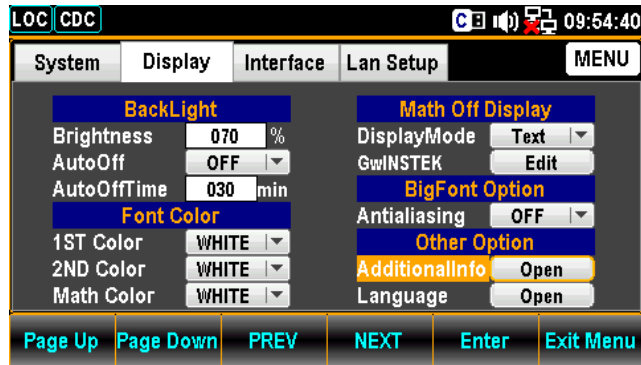 LOC CDC C 09:54:40
System Display Interface Lan Setup MENU
BackLight
Brightness 070 %
AutoOff OFF
AutoOffTime 030 min
Font Color
1ST Color WHITE
2ND Color WHITE
Math Color WHITE
Math Off Display
DisplayMode Text
GwINSTEK Edit
BigFont Option
Antialiasing OFF
Other Option
AdditionalInfo Open
Language Open
Page Up Page Down PREV NEXT Enter Exit Menu